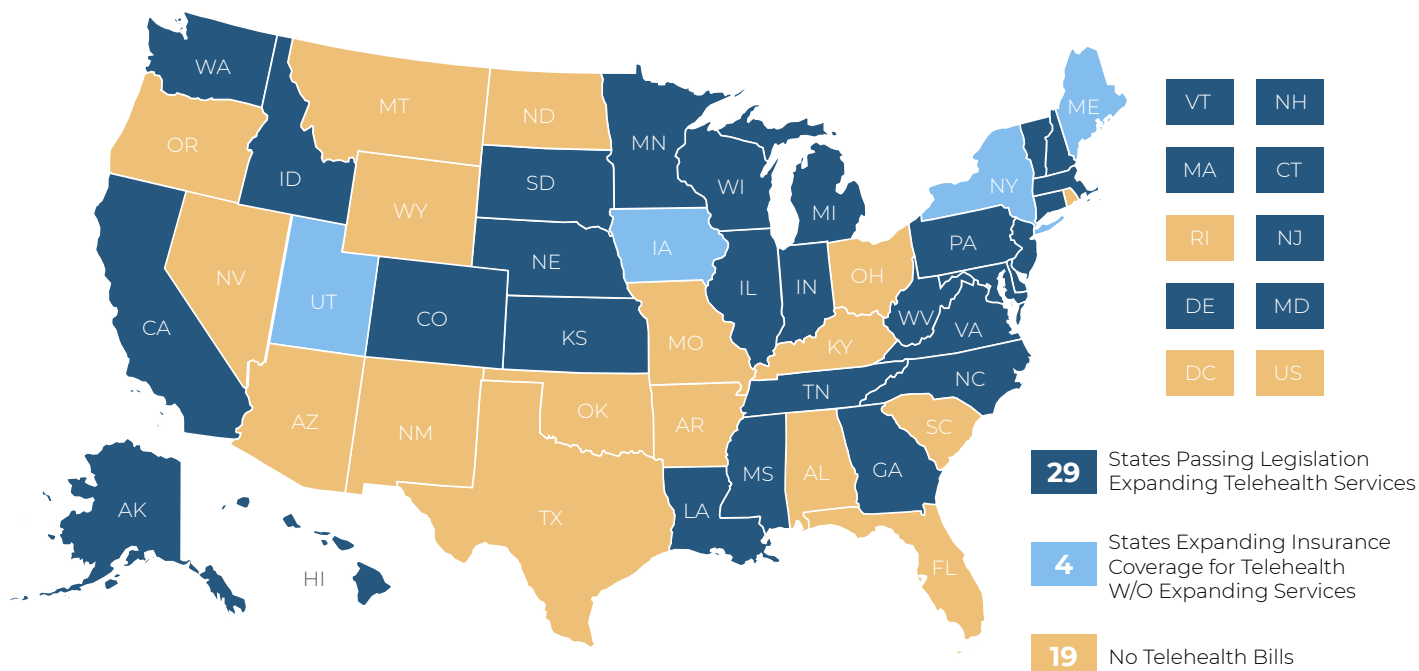 WA
MT
ND
MN
ME
VT
NH
OR
ID
SD
WI
MI
NY
MA
CT
WY
IA
PA
RI
NJ
NV
UT
NE
IL
IN
OH
DE
MD
CA
CO
KS
MO
KY
WV
VA
DC
US
AZ
NM
OK
AR
TN
NC
SC
AK
HI
TX
LA
MS
AL
GA
FL
29
States Passing Legislation
Expanding Telehealth Services
4
States Expanding Insurance
Coverage for Telehealth
W/O Expanding Services
19
No Telehealth Bills